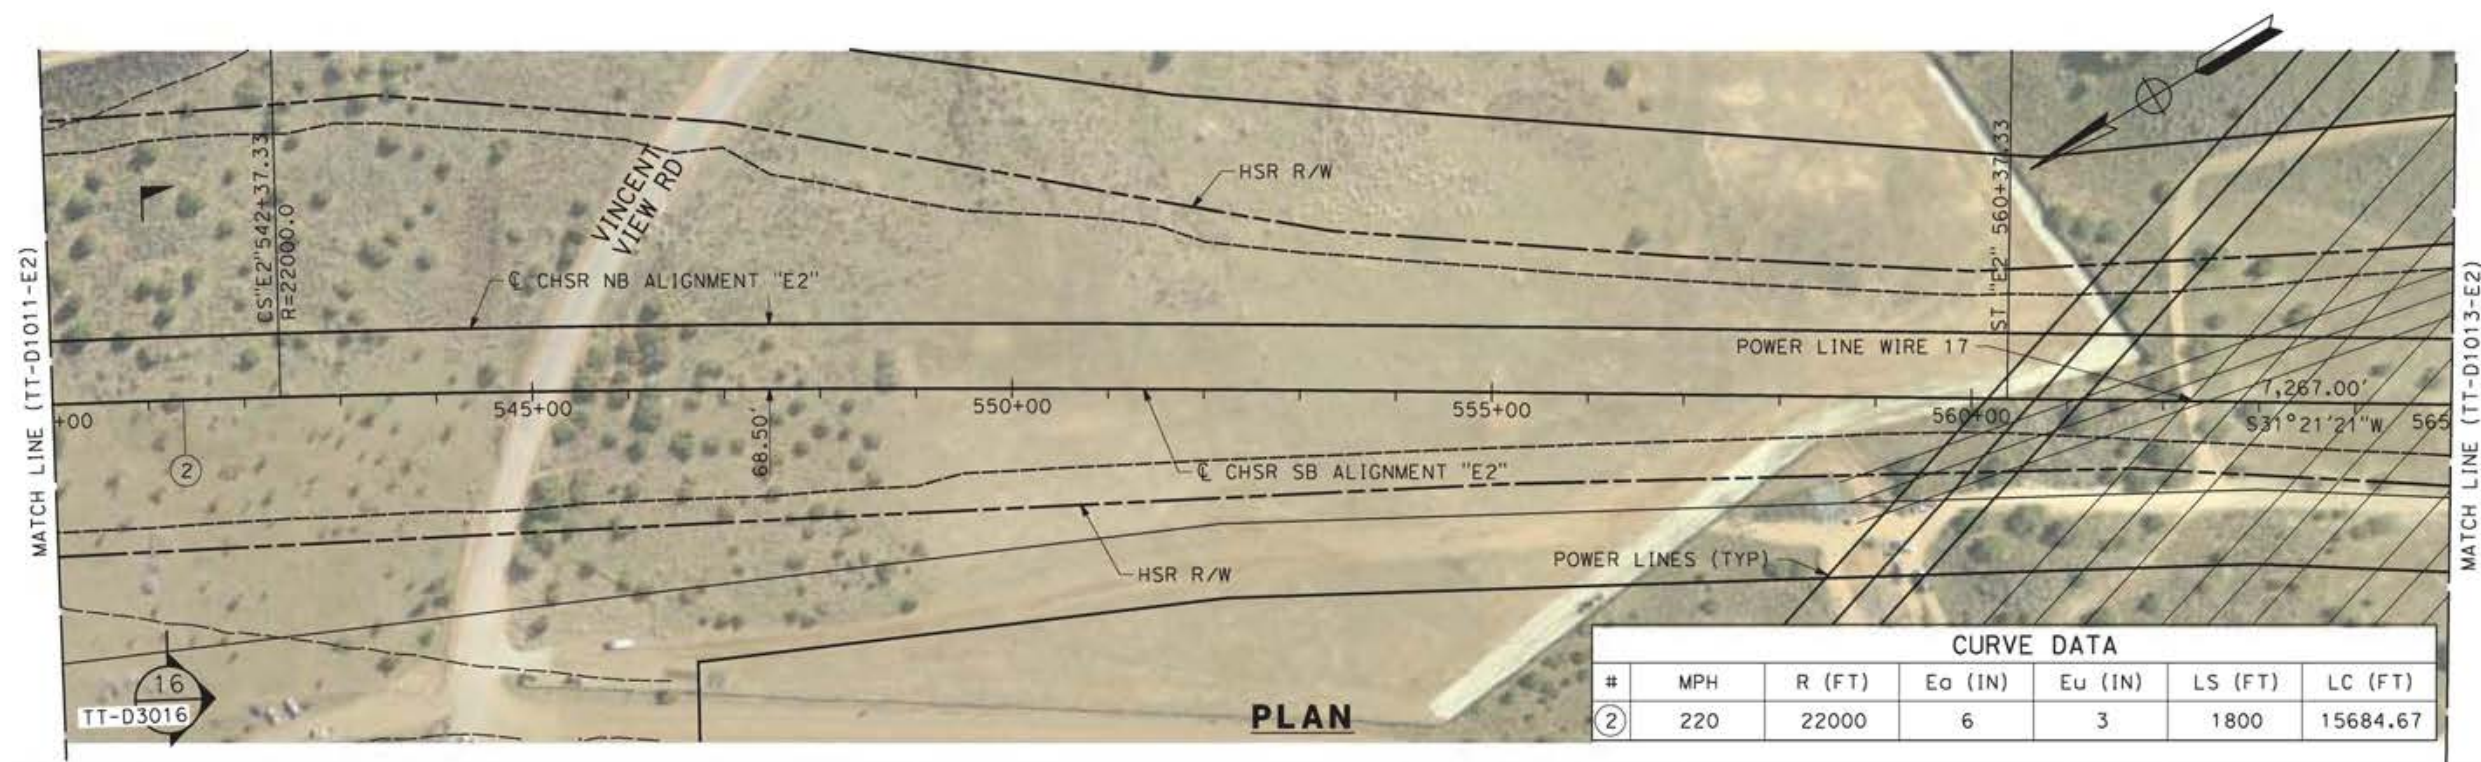 MATCH LINE (TT-D1011-E2)
CS"E2"542+37.33
R=22000.0
VINCENT
VIEW RD
HSR R/W
ST "E2" 560+37.33
℄ CHSR NB ALIGNMENT "E2"
POWER LINE WIRE 17
7,267.00'
+00
545+00
550+00
555+00
560+00
S31°21'21"W
565
2
68.50'
℄ CHSR SB ALIGNMENT "E2"
HSR R/W
POWER LINES (TYP)
MATCH LINE (TT-D1013-E2)
16
TT-D3016
PLAN
CURVE DATA
# MPH R (FT) Ea (IN) Eu (IN) LS (FT) LC (FT)
2 220 22000 6 3 1800 15684.67